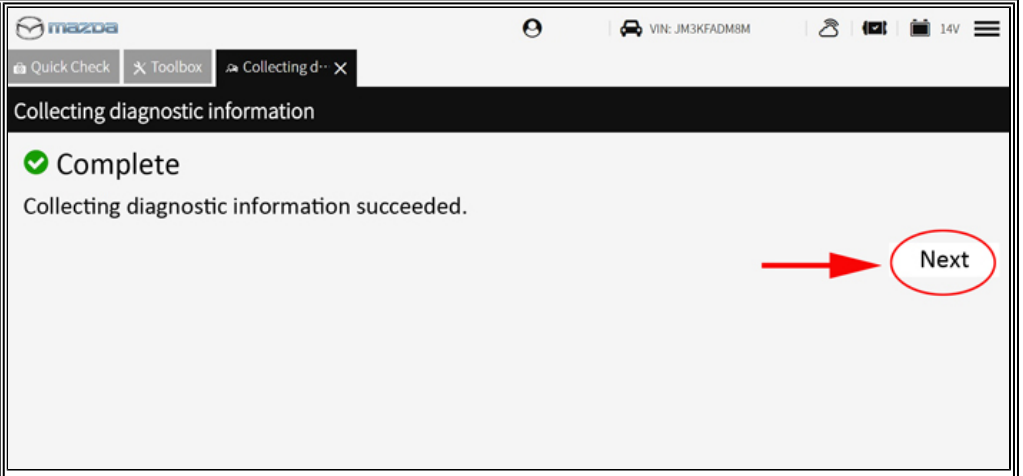 mazda
VIN: JM3KFADM8M
14V
Quick Check
Toolbox
Collecting d··
Collecting diagnostic information
Complete
Collecting diagnostic information succeeded.
Next